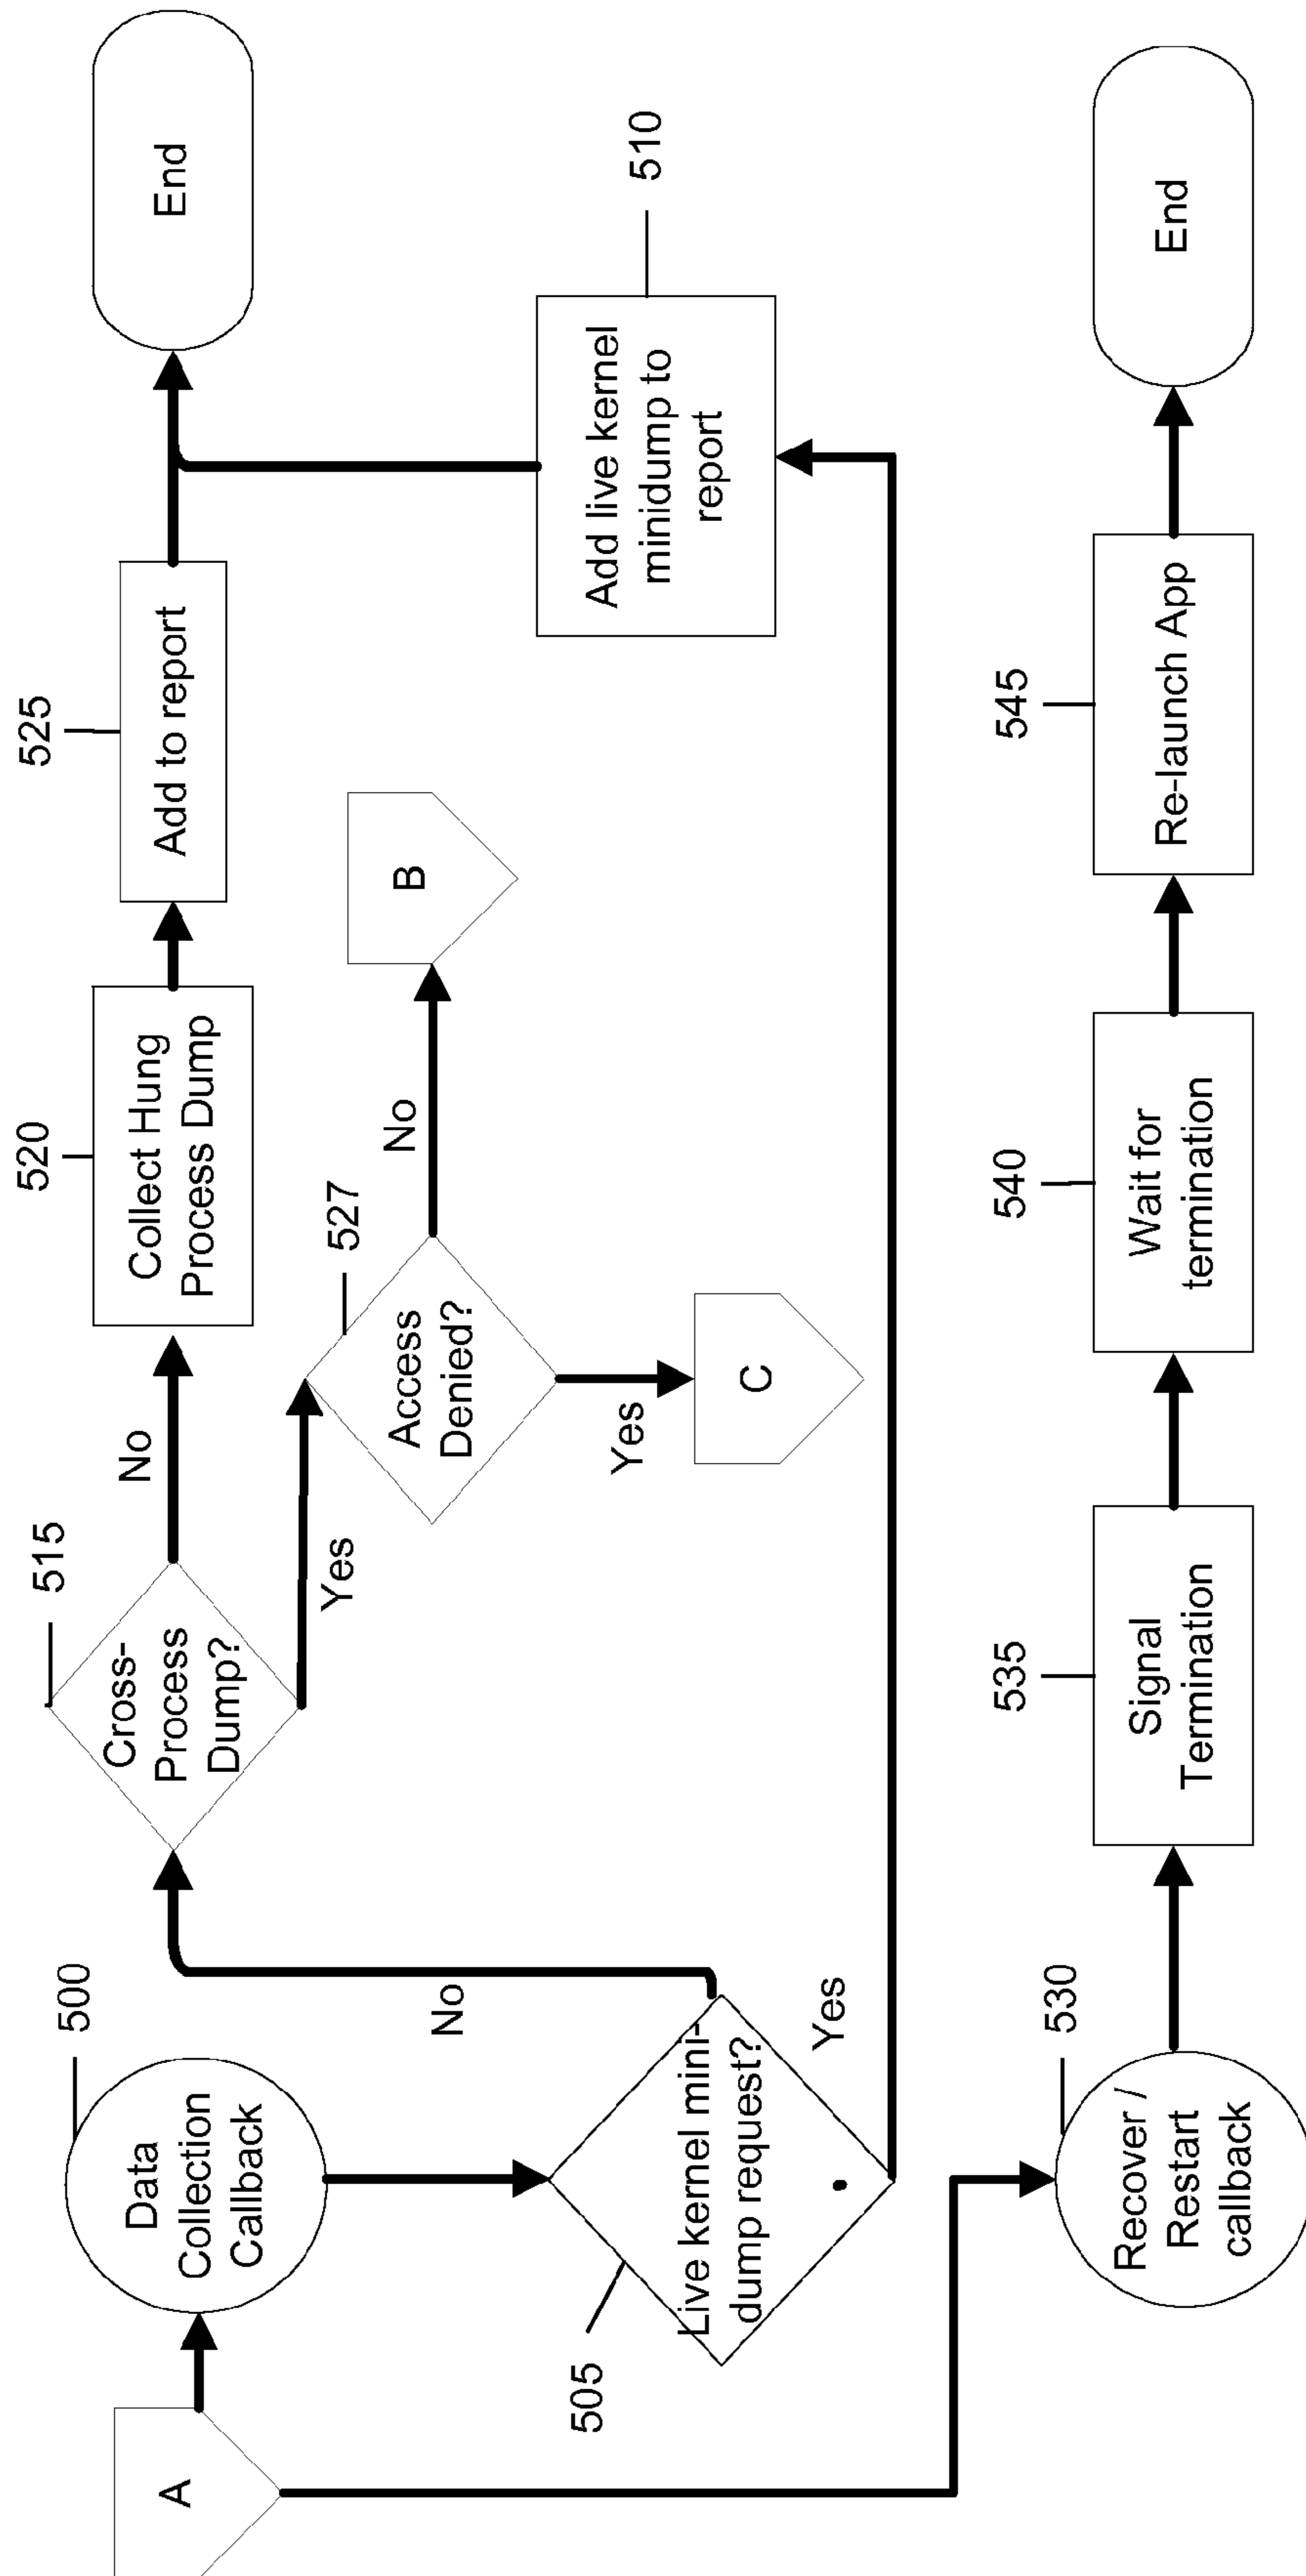 A
500
Data
Collection
Callback
505
Live kernel mini-
dump request?
No
Yes
515
Cross-
Process
Dump?
No
Yes
520
Collect Hung
Process Dump
525
Add to report
End
527
Access
Denied?
No
B
Yes
C
Add live kernel
minidump to
report
510
530
Recover /
Restart
callback
535
Signal
Termination
540
Wait for
termination
545
Re-launch App
End